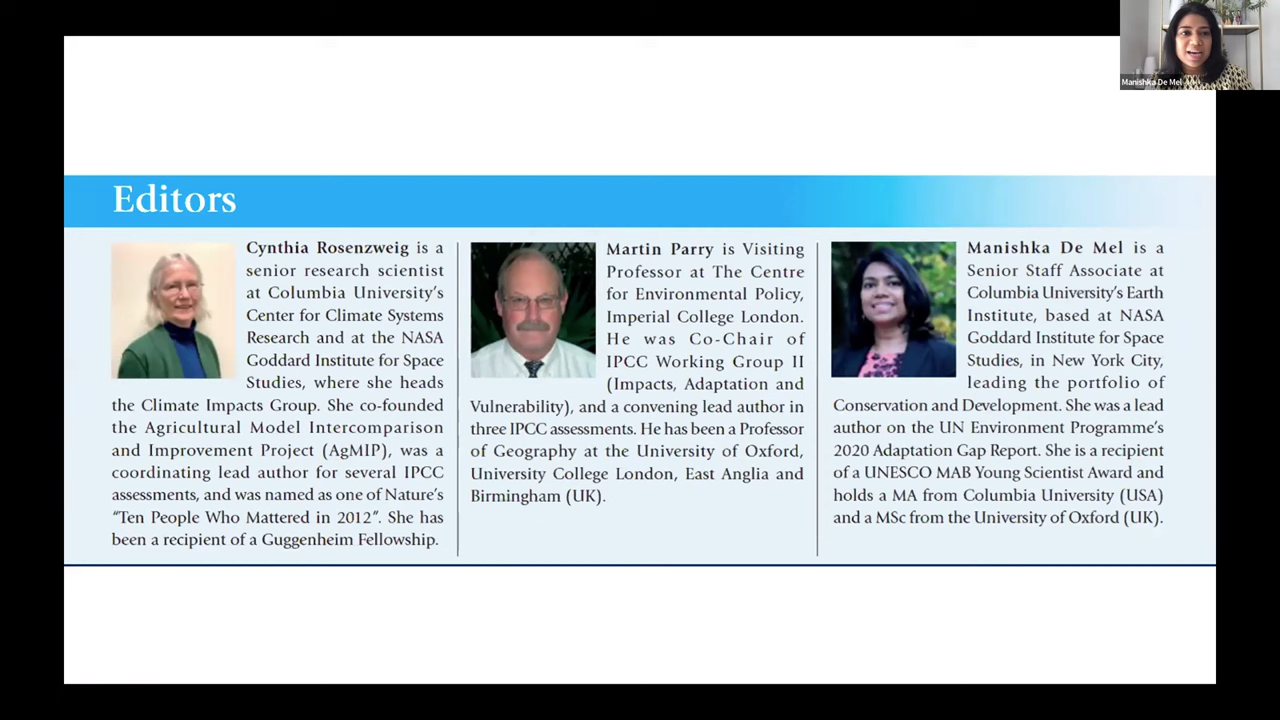 Manishka De Mel
Editors
Cynthia Rosenzweig is a
senior research scientist
at Columbia University's
Center for Climate Systems
Research and at the NASA
Goddard Institute for Space
Studies, where she heads
the Climate Impacts Group. She co-founded
the Agricultural Model Intercomparison
and Improvement Project (AgMIP), was a
coordinating lead author for several IPCC
assessments, and was named as one of Nature's
“Ten People Who Mattered in 2012”. She has
been a recipient of a Guggenheim Fellowship.
Martin Parry is Visiting
Professor at The Centre
for Environmental Policy,
Imperial College London.
He was Co-Chair of
IPCC Working Group II
(Impacts, Adaptation and
Vulnerability), and a convening lead author in
three IPCC assessments. He has been a Professor
of Geography at the University of Oxford,
University College London, East Anglia and
Birmingham (UK).
Manishka De Mel is a
Senior Staff Associate at
Columbia University's Earth
Institute, based at NASA
Goddard Institute for Space
Studies, in New York City,
leading the portfolio of
Conservation and Development. She was a lead
author on the UN Environment Programme's
2020 Adaptation Gap Report. She is a recipient
of a UNESCO MAB Young Scientist Award and
holds a MA from Columbia University (USA)
and a MSc from the University of Oxford (UK).